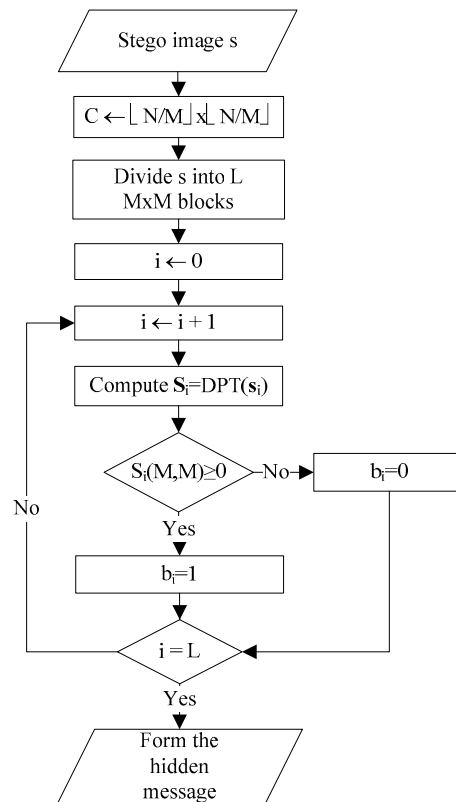 Stego image s
C ← ⌊ N/M⌋ x⌊ N/M⌋
Divide s into L
MxM blocks
i ← 0
i ← i + 1
Compute Sᵢ=DPT(sᵢ)
Sᵢ(M,M)≥0
No
bᵢ=0
No
Yes
bᵢ=1
i = L
Yes
Form the
hidden
message